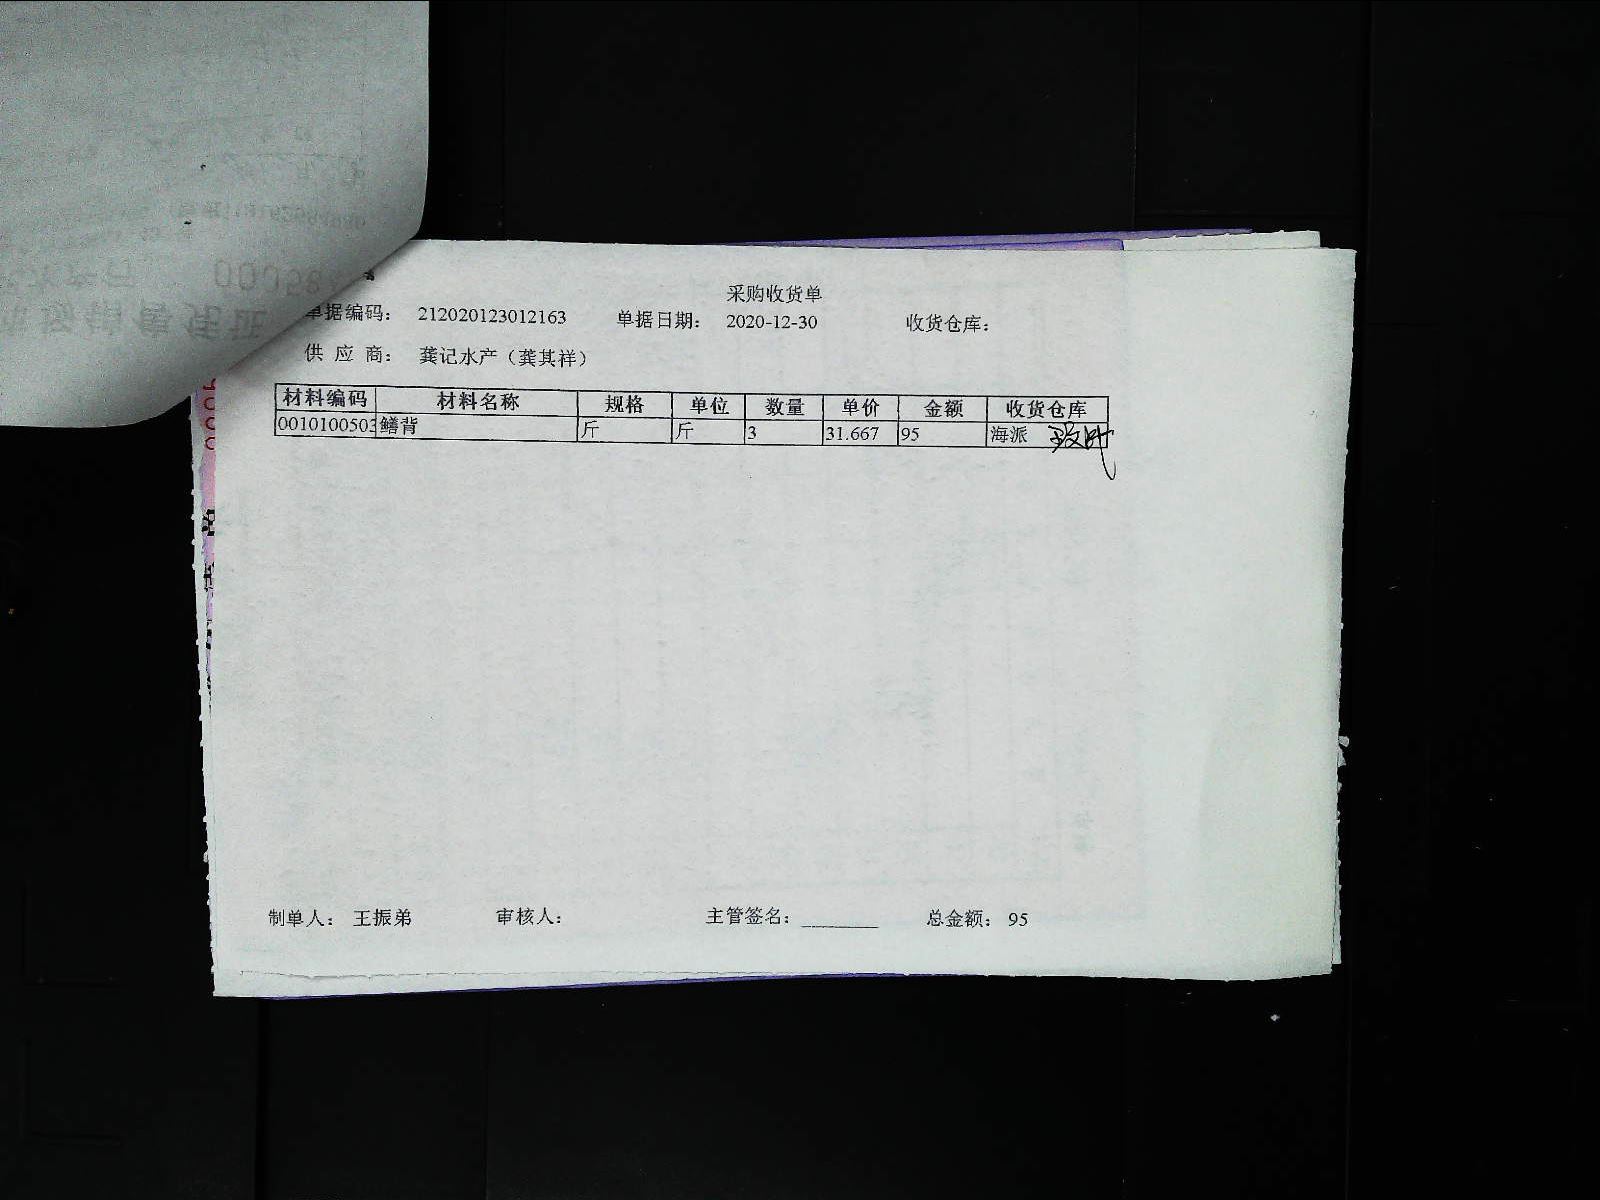 采购收货单
单据编码： 212020123012163 单据日期： 2020-12-30 收货仓库：
供 应 商： 龚记水产（龚其祥）
材料编码 材料名称 规格 单位 数量 单价 金额 收货仓库
0010100503 鳝背 斤 斤 3 31.667 95 海派
制单人： 王振弟 审核人： 主管签名： 总金额： 95